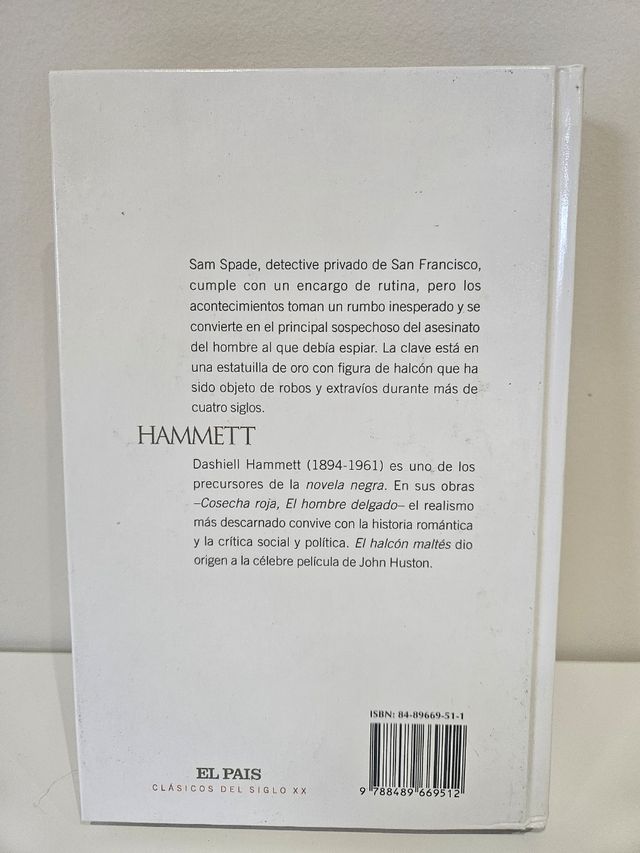 Sam Spade, detective privado de San Francisco,
cumple con un encargo de rutina, pero los
acontecimientos toman un rumbo inesperado y se
convierte en el principal sospechoso del asesinato
del hombre al que debía espiar. La clave está en
una estatuilla de oro con figura de halcón que ha
sido objeto de robos y extravíos durante más de
cuatro siglos.
HAMMETT
Dashiell Hammett (1894-1961) es uno de los
precursores de la novela negra. En sus obras
–Cosecha roja, El hombre delgado– el realismo
más descarnado convive con la historia romántica
y la crítica social y política. El halcón maltés dio
origen a la célebre película de John Huston.
ISBN: 84-89669-51-1
9 788489 669512
EL PAIS
CLÁSICOS DEL SIGLO XX